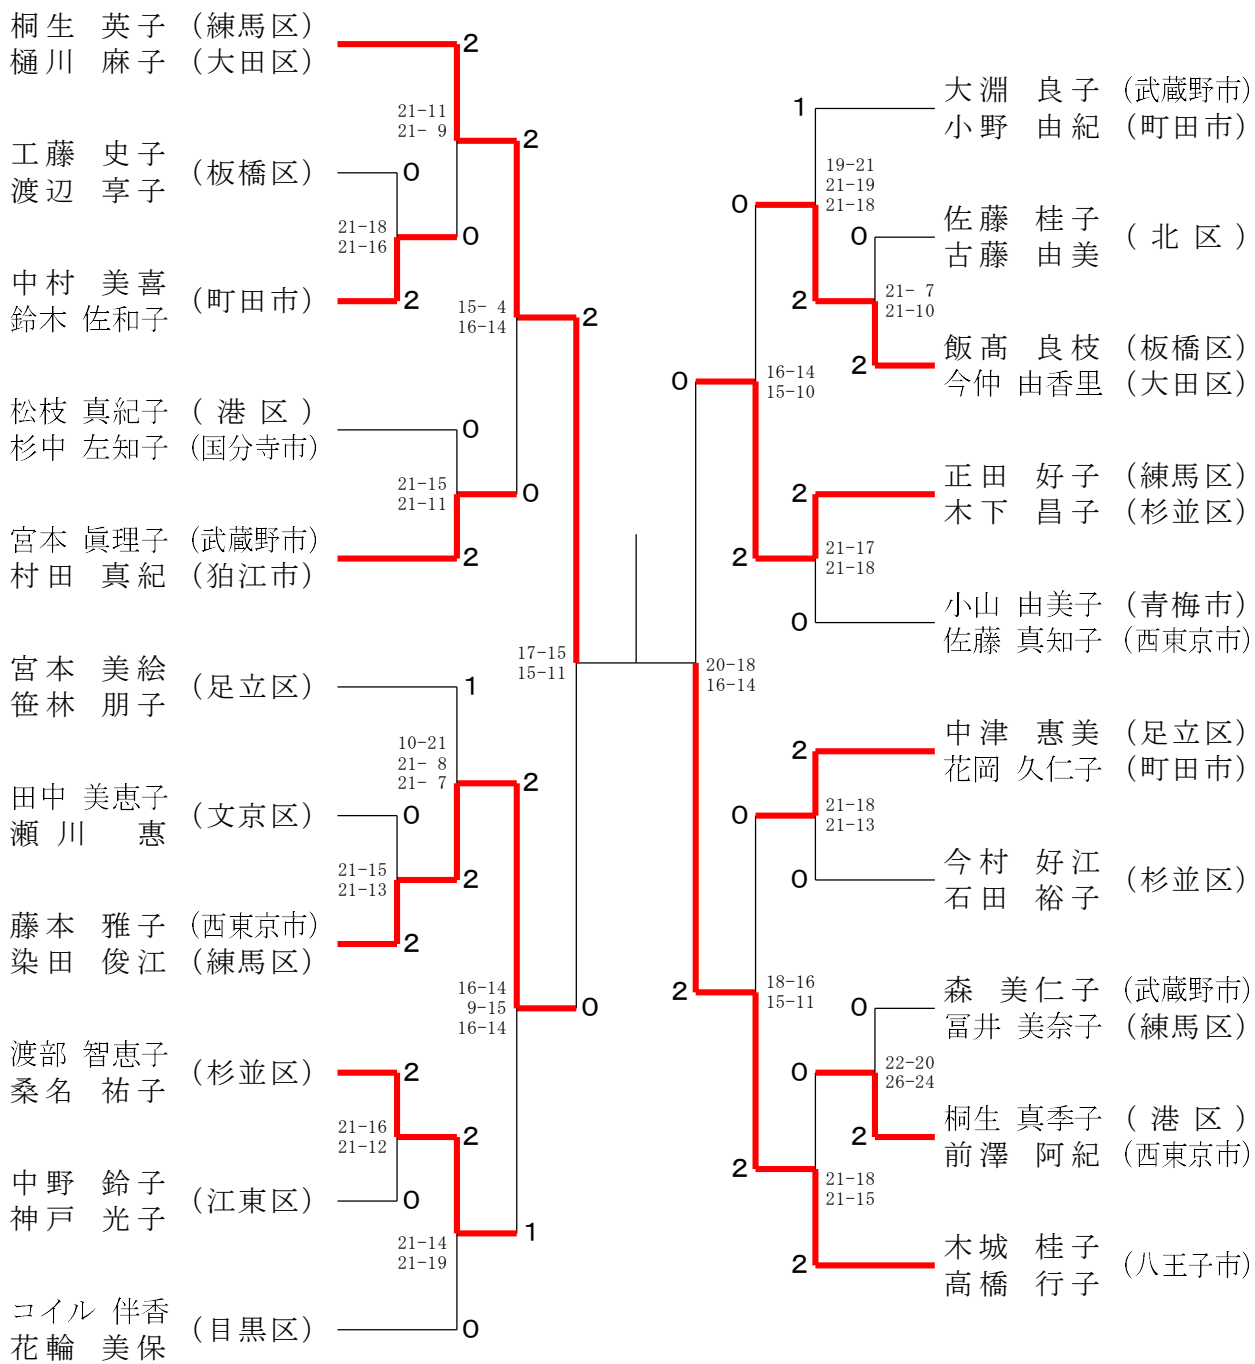 桐生 英子 (練馬区)
樋川 麻子 (大田区)
2
21-11
21- 9
2
工藤 史子
渡辺 享子
(板橋区)
0
21-18
21-16
0
中村 美喜
鈴木 佐和子
(町田市)
2
15- 4
16-14
2
松枝 真紀子 (港区)
杉中 左知子 (国分寺市)
0
21-15
21-11
0
宮本 眞理子 (武蔵野市)
村田 真紀 (狛江市)
2
17-15
15-11
宮本 美絵
笹林 朋子
(足立区)
1
10-21
21- 8
21- 7
2
田中 美恵子
瀬川 惠
(文京区)
0
21-15
21-13
2
藤本 雅子 (西東京市)
染田 俊江 (練馬区)
2
16-14
9-15
16-14
0
渡部 智恵子
桑名 祐子
(杉並区)
2
21-16
21-12
2
中野 鈴子
神戸 光子
(江東区)
0
21-14
21-19
1
コイル 伴香
花輪 美保
(目黒区)
0
1
大淵 良子 (武蔵野市)
小野 由紀 (町田市)
19-21
21-19
21-18
0
0
佐藤 桂子
古藤 由美
(北区)
2
21- 7
21-10
2
飯髙 良枝 (板橋区)
今仲 由香里 (大田区)
0
16-14
15-10
2
正田 好子 (練馬区)
木下 昌子 (杉並区)
2
21-17
21-18
0
小山 由美子 (青梅市)
佐藤 真知子 (西東京市)
20-18
16-14
2
中津 惠美 (足立区)
花岡 久仁子 (町田市)
0
21-18
21-13
0
今村 好江
石田 裕子
(杉並区)
2
18-16
15-11
0
森 美仁子 (武蔵野市)
冨井 美奈子 (練馬区)
0
22-20
26-24
2
桐生 真季子 (港区)
前澤 阿紀 (西東京市)
2
21-18
21-15
2
木城 桂子
高橋 行子
(八王子市)